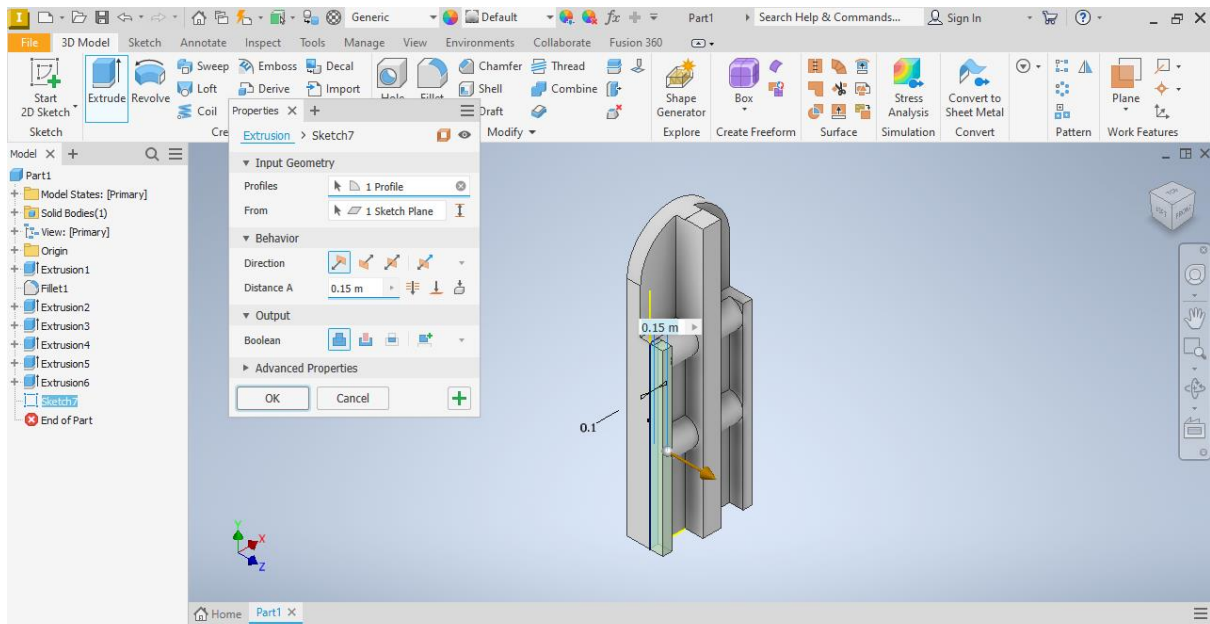 Generic
Default
Part1
Search Help & Commands...
Sign In
File 3D Model Sketch Annotate Inspect Tools Manage View Environments Collaborate Fusion 360
Start
2D Sketch
Extrude
Revolve
Sweep
Loft
Coil
Emboss
Derive
Decal
Import
Hole
Fillet
Chamfer
Shell
Draft
Thread
Combine
Shape
Generator
Box
Stress
Analysis
Convert to
Sheet Metal
Plane
Sketch
Cre
Modify
Explore
Create Freeform
Surface
Simulation
Convert
Pattern
Work Features
Model
Part1
Model States: [Primary]
Solid Bodies(1)
View: [Primary]
Origin
Extrusion1
Fillet1
Extrusion2
Extrusion3
Extrusion4
Extrusion5
Extrusion6
Sketch7
End of Part
Properties
Extrusion > Sketch7
Input Geometry
Profiles 1 Profile
From 1 Sketch Plane
Behavior
Direction
Distance A 0.15 m
Output
Boolean
Advanced Properties
OK Cancel
0.15 m
0.1
FRONT
Y
X
Z
Home Part1